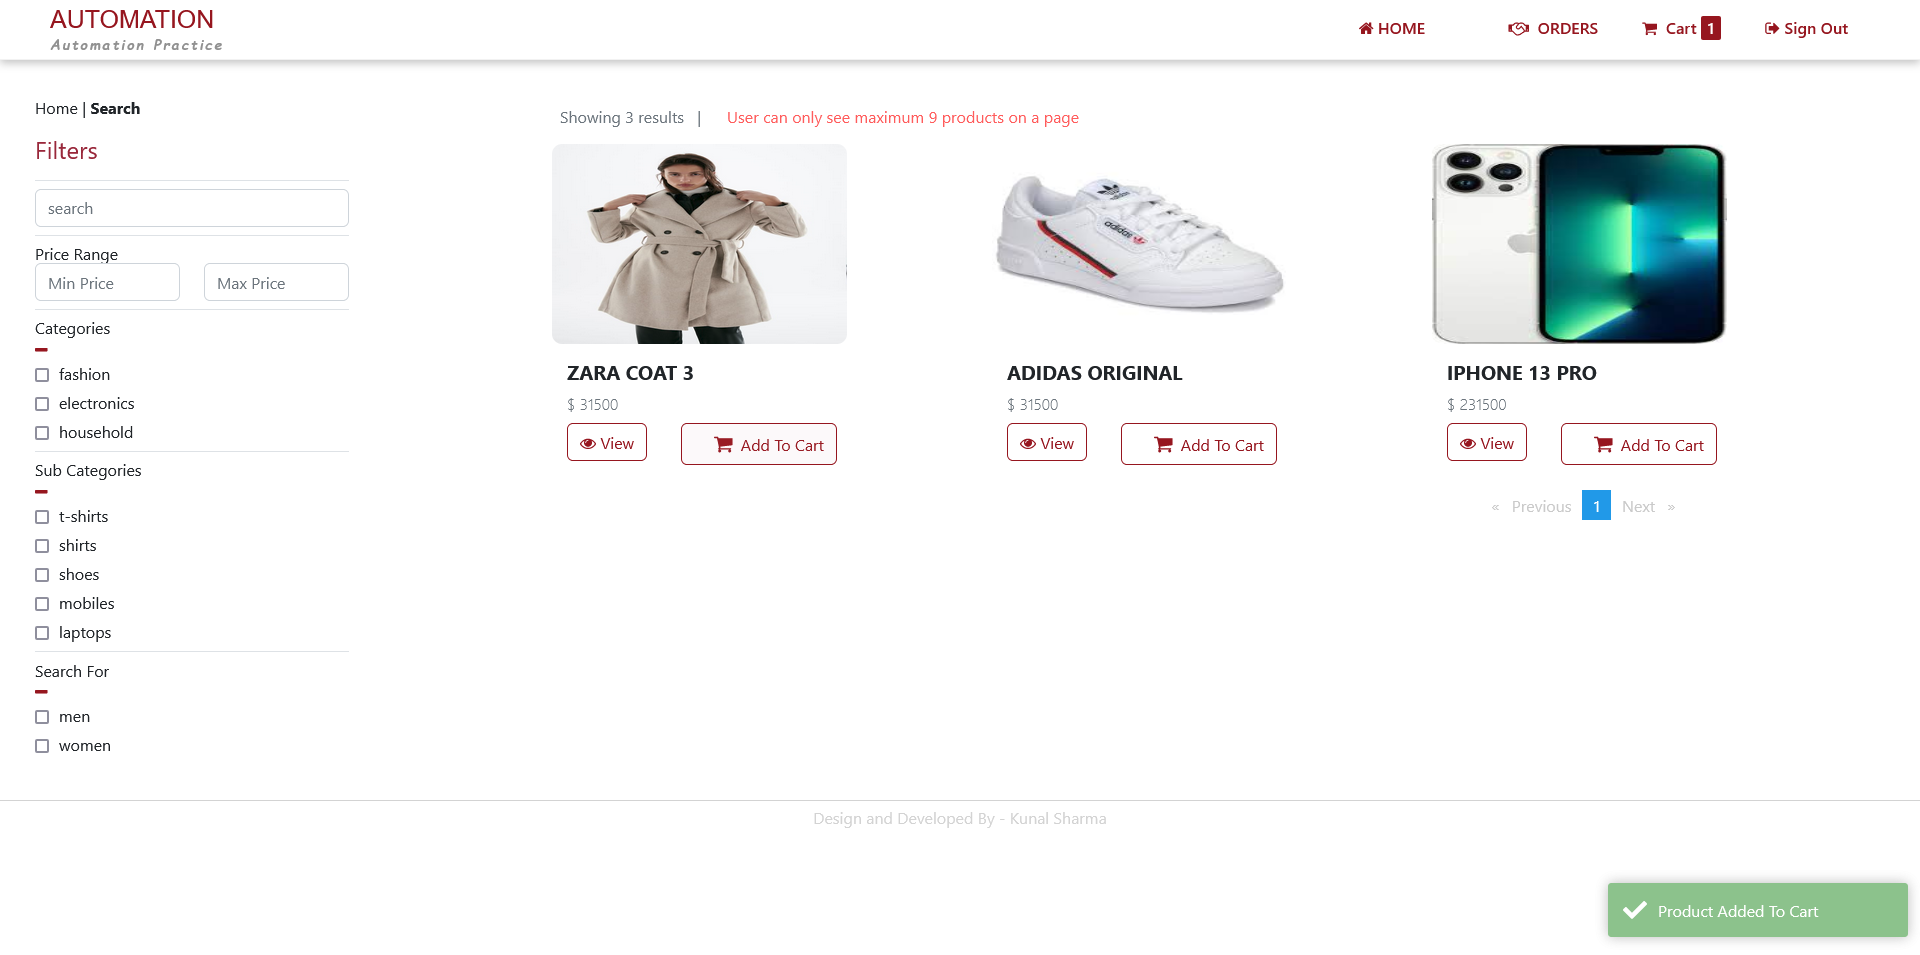 AUTOMATION
Automation Practice
HOME
ORDERS
Cart 1
Sign Out
Home | Search
Filters
search
Price Range
Min Price
Max Price
Categories
fashion
electronics
household
Sub Categories
t-shirts
shirts
shoes
mobiles
laptops
Search For
men
women
Showing 3 results |
User can only see maximum 9 products on a page
ZARA COAT 3
$ 31500
View
Add To Cart
adidas
adidas
ADIDAS ORIGINAL
$ 31500
View
Add To Cart
IPHONE 13 PRO
$ 231500
View
Add To Cart
« Previous 1 Next »
Design and Developed By - Kunal Sharma
Product Added To Cart